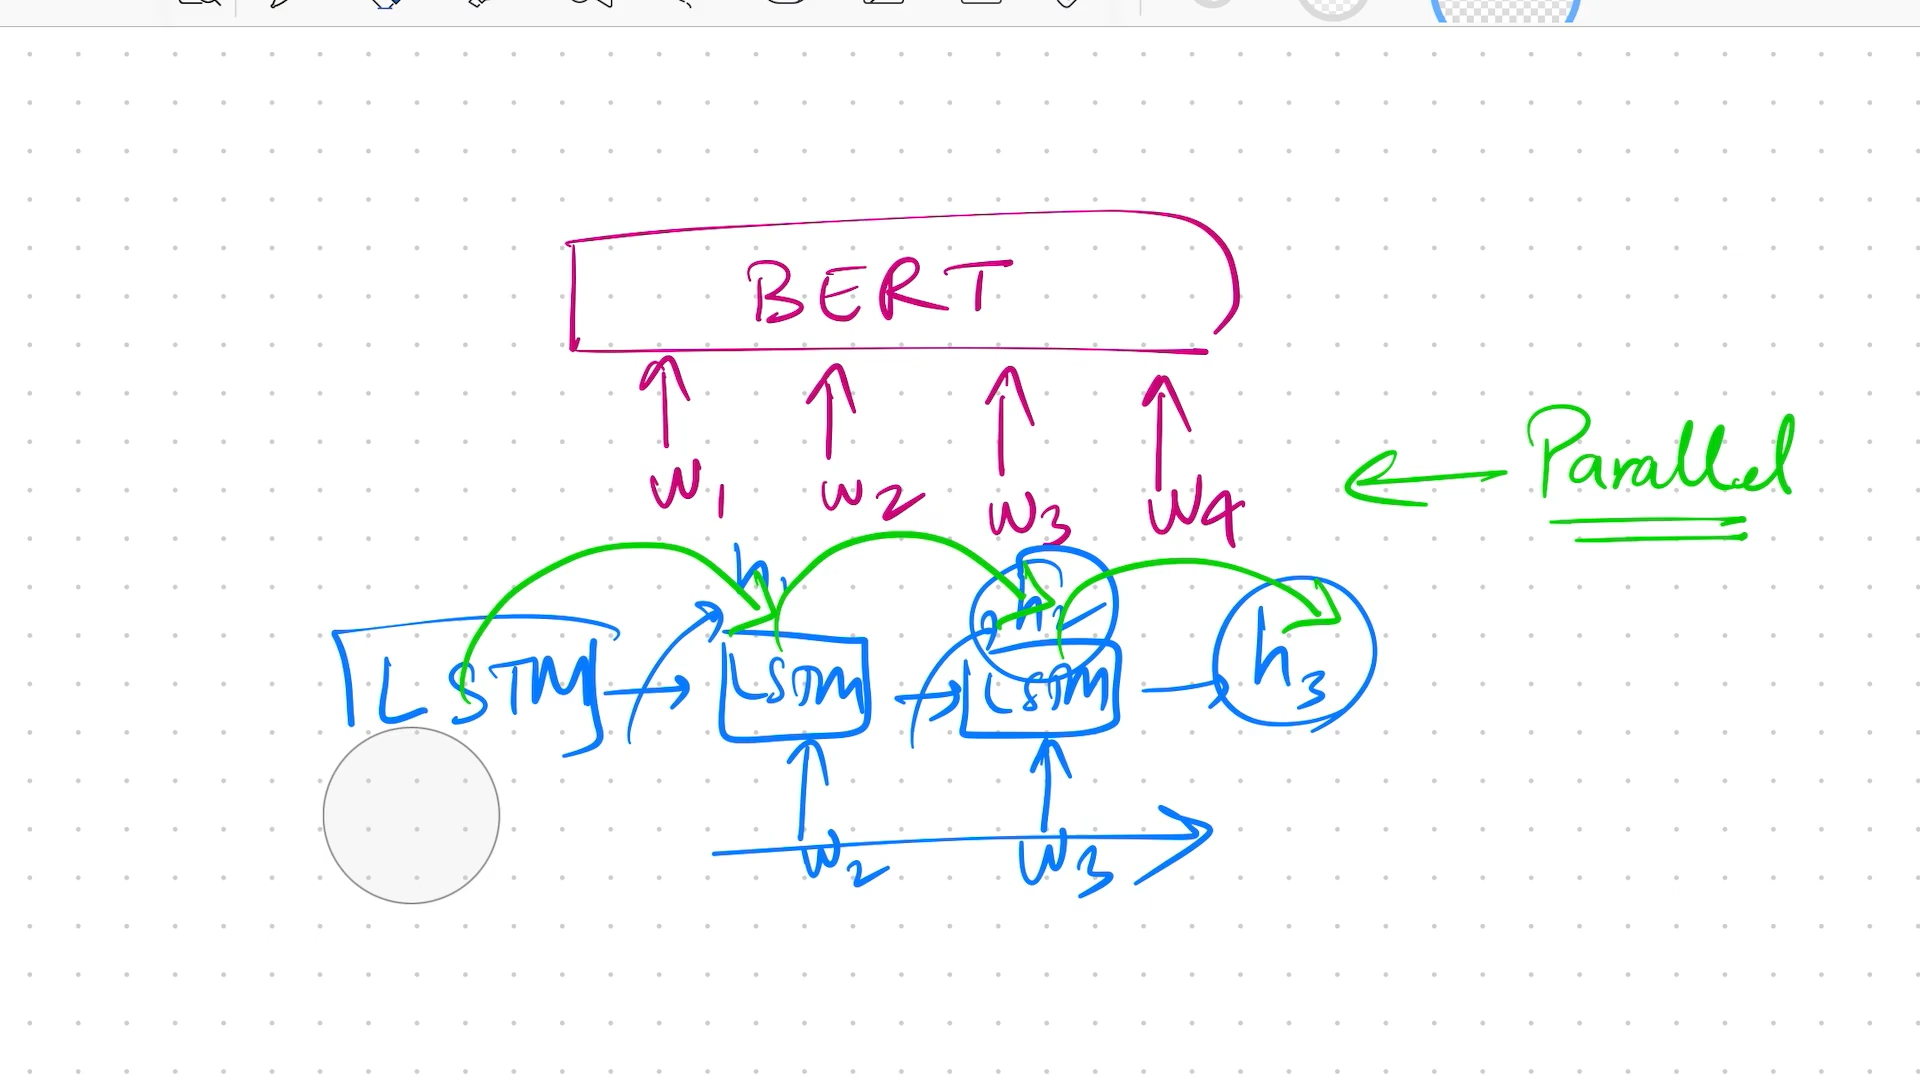 BERT
W1 W2 W3 W4
Parallel
h1 h2 h3
LSTM LSTM LSTM
W2 W3